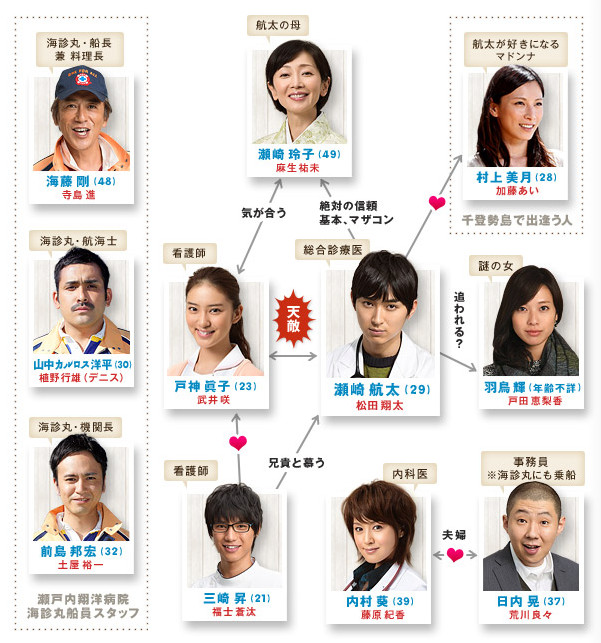 海診丸・船長
兼 料理長
海藤 剛 (48)
寺島 進
航太の母
瀬崎 玲子 (49)
麻生祐未
航太が好きになる
マドンナ
村上 美月 (28)
加藤あい
千登勢島で出逢う人
気が合う
絶対の信頼
基本、マザコン
海診丸・航海士
山中カルロス洋平 (30)
植野行雄 (デニス)
看護師
戸神 眞子 (23)
武井 咲
天敵
総合診療医
瀬崎 航太 (29)
松田 翔太
追われる?
謎の女
羽鳥 輝 (年齢不詳)
戸田 恵梨香
海診丸・機関長
前島 邦宏 (32)
土屋 裕一
瀬戸内翔洋病院
海診丸船員スタッフ
兄貴と慕う
看護師
三崎 昇 (21)
福士 蒼汰
内科医
内村 葵 (39)
藤原 紀香
夫婦
事務員
※海診丸にも乗船
日内 晃 (37)
荒川 良々